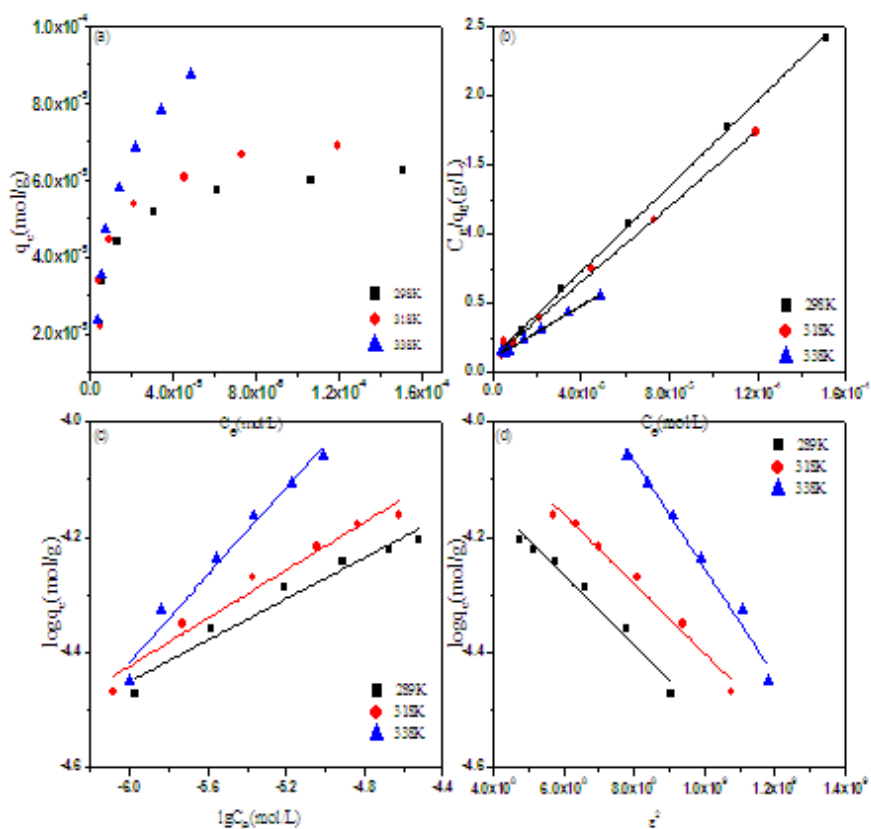 (a)
1.0x10⁻⁴
8.0x10⁻⁵
6.0x10⁻⁵
4.0x10⁻⁵
2.0x10⁻⁵
qₑ(mol/g)
298K
318K
338K
0.0
4.0x10⁻⁵
8.0x10⁻⁵
1.2x10⁻⁴
1.6x10⁻⁴
Cₑ(mol/L)
(b)
2.5
2.0
1.5
1.0
0.5
0.0
Cₑ/qₑ(g/L)
298K
318K
338K
0.0
4.0x10⁻⁵
8.0x10⁻⁵
1.2x10⁻⁴
1.6x10⁻⁴
Cₑ(mol/L)
(c)
-4.0
-4.2
-4.4
-4.6
logqₑ(mol/g)
289K
318K
338K
-6.0
-5.6
-5.2
-4.8
-4.4
lgCₑ(mol/L)
(d)
-4.0
-4.2
-4.4
-4.6
logqₑ(mol/g)
289K
318K
338K
4.0x10⁸
6.0x10⁸
8.0x10⁸
1.0x10⁹
1.2x10⁹
1.4x10⁹
ε²